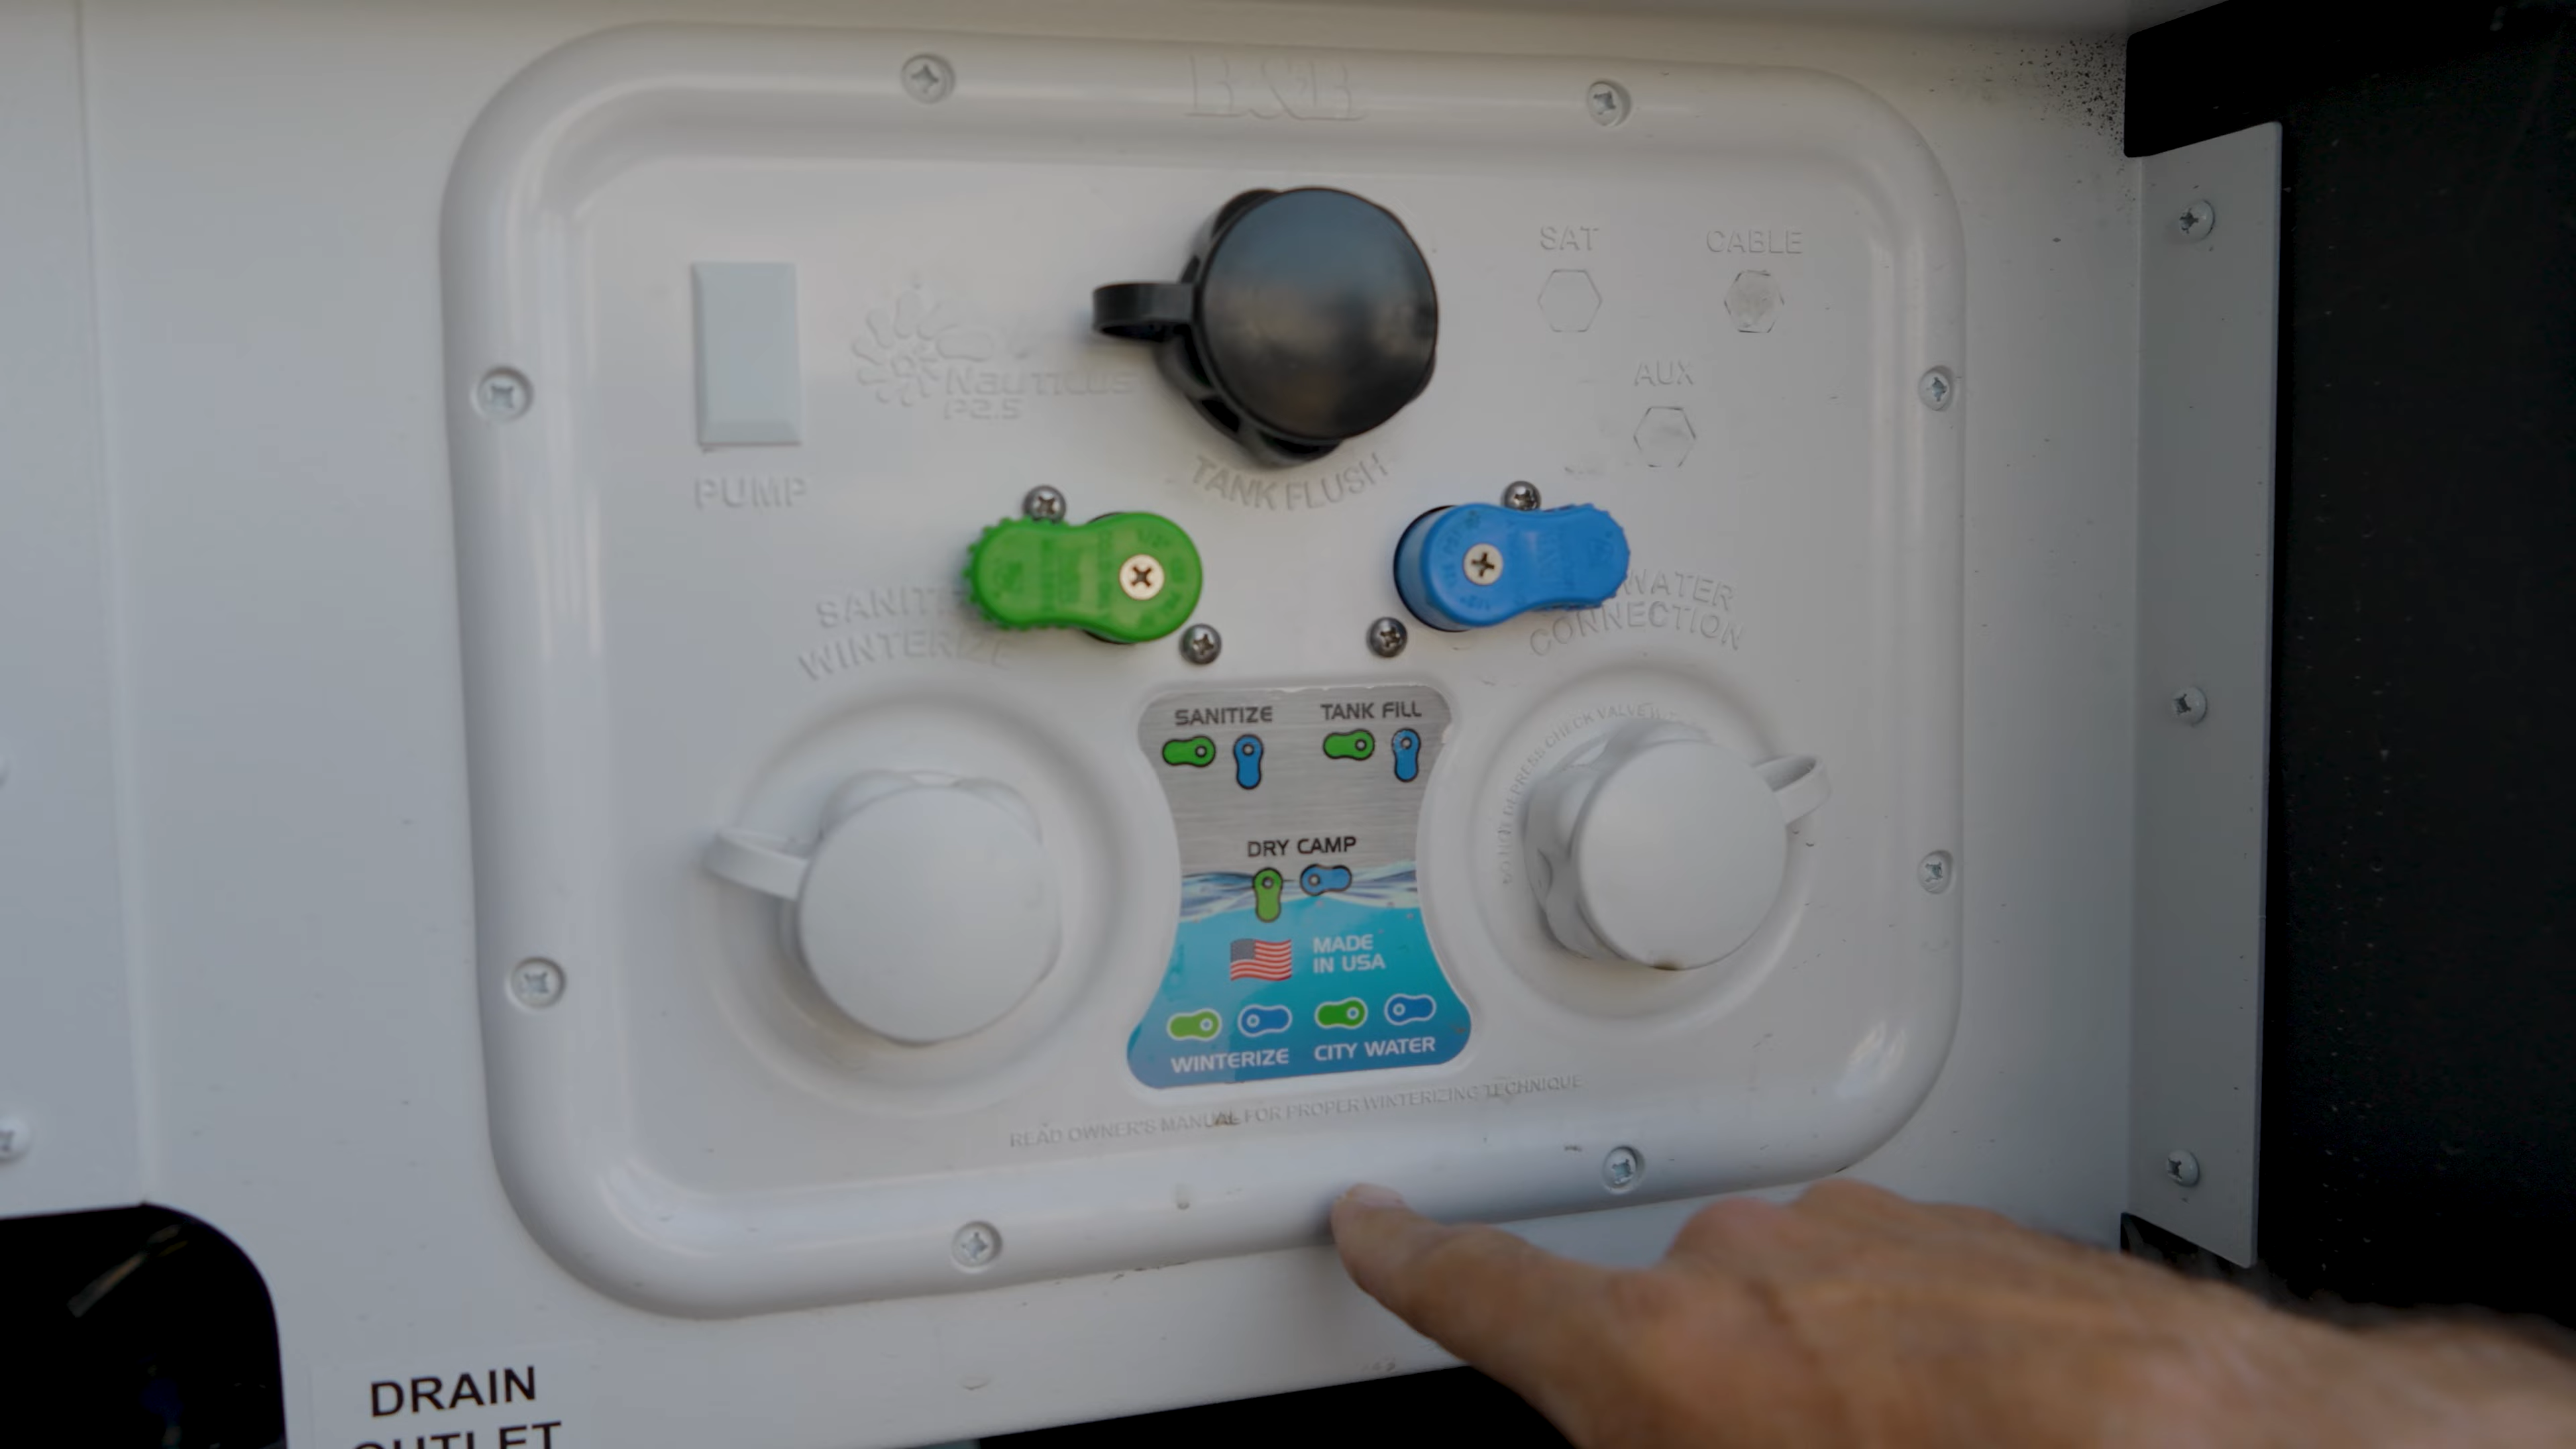 B&B
SAT
CABLE
Nautilus
P2.5
AUX
PUMP
TANK FLUSH
WINTERIZE
WATER
CONNECTION
SANITIZE
TANK FILL
DRY CAMP
MADE
IN USA
WINTERIZE
CITY WATER
READ OWNER'S MANUAL FOR PROPER WINTERIZING TECHNIQUE
DRAIN
OUTLET